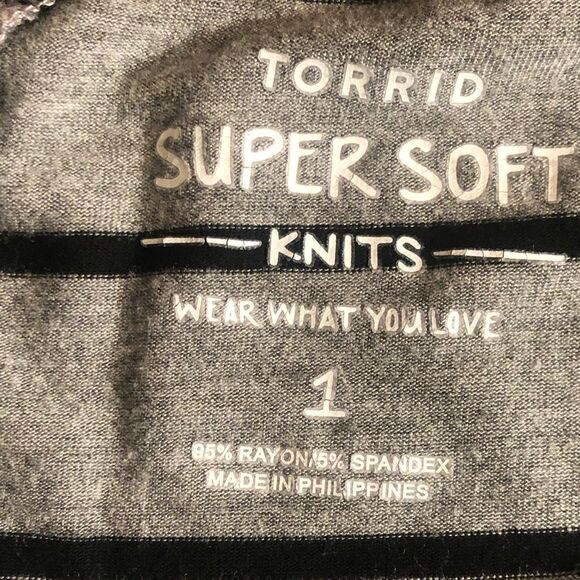 TORRID
SUPER SOFT
KNITS
WEAR WHAT YOU LOVE
1
95% RAYON/5% SPANDEX
MADE IN PHILIPPINES